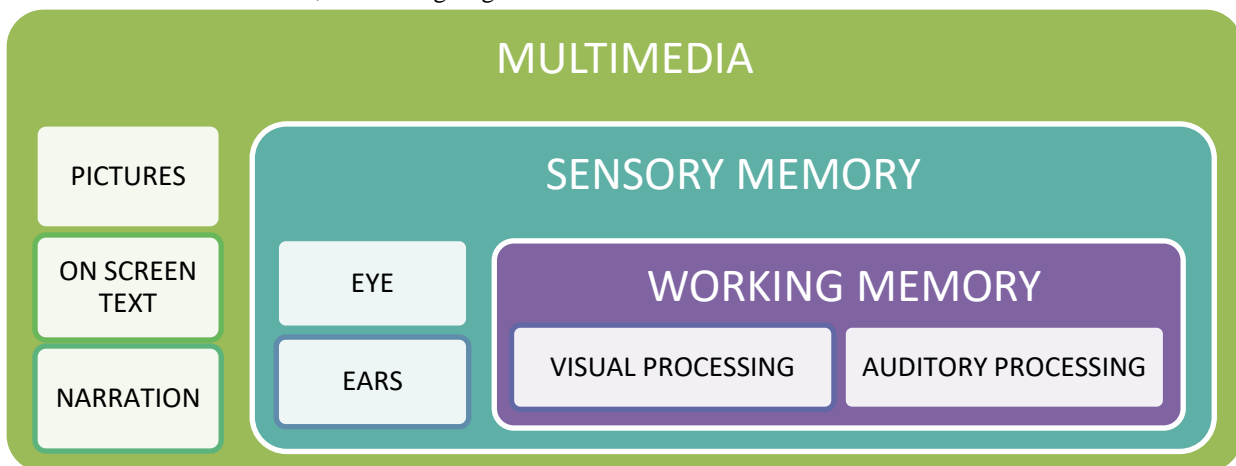 MULTIMEDIA
PICTURES
ON SCREEN
TEXT
NARRATION
SENSORY MEMORY
EYE
EARS
WORKING MEMORY
VISUAL PROCESSING
AUDITORY PROCESSING